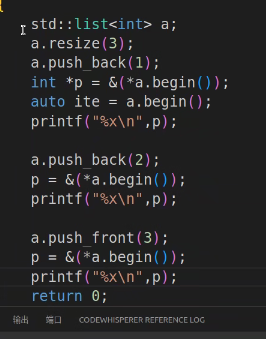 {
std::list<int> a;
a.resize(3);
a.push_back(1);
int *p = &(*a.begin());
auto ite = a.begin();
printf("%x\n",p);
a.push_back(2);
p = &(*a.begin());
printf("%x\n",p);
a.push_front(3);
p = &(*a.begin());
printf("%x\n",p);
return 0;
输出 端口 CODEWHISPERER REFERENCE LOG